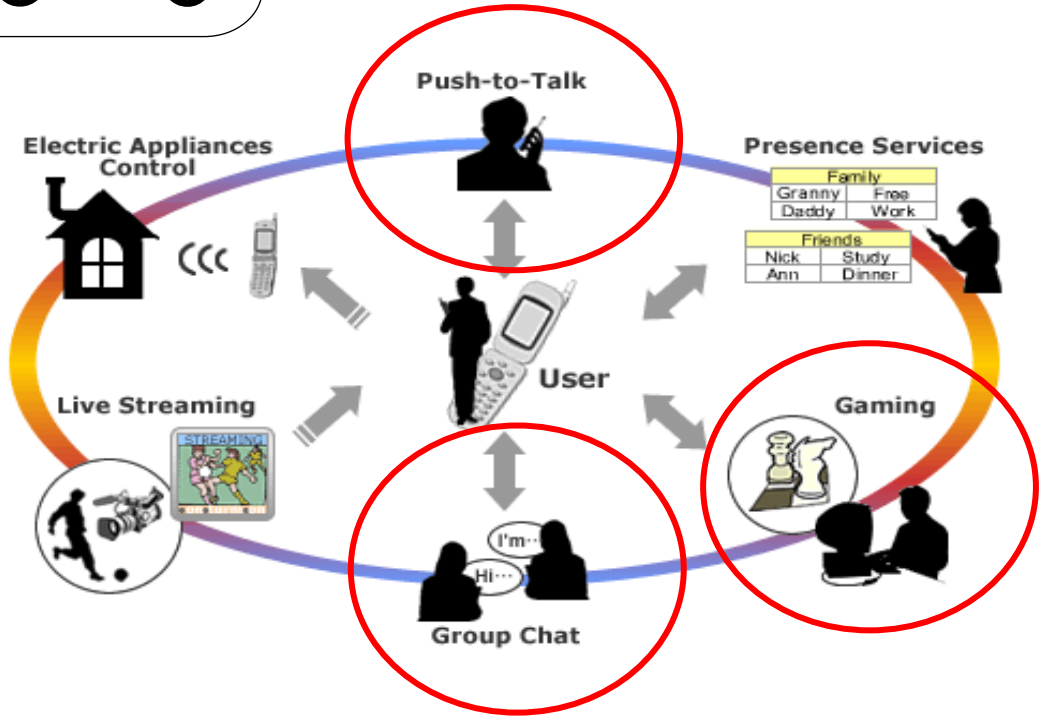 Push-to-Talk
Electric Appliances
Control
Presence Services
Family
Granny Free
Daddy Work
Friends
Nick Study
Ann Dinner
User
Live Streaming
STREAMING
Gaming
I'm···
Hi···
Group Chat